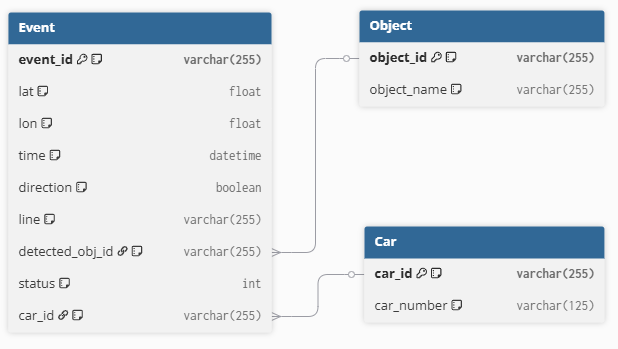 Event
event_id varchar(255)
lat float
lon float
time datetime
direction boolean
line varchar(255)
detected_obj_id varchar(255)
status int
car_id varchar(255)
Object
object_id varchar(255)
object_name varchar(255)
Car
car_id varchar(255)
car_number varchar(125)